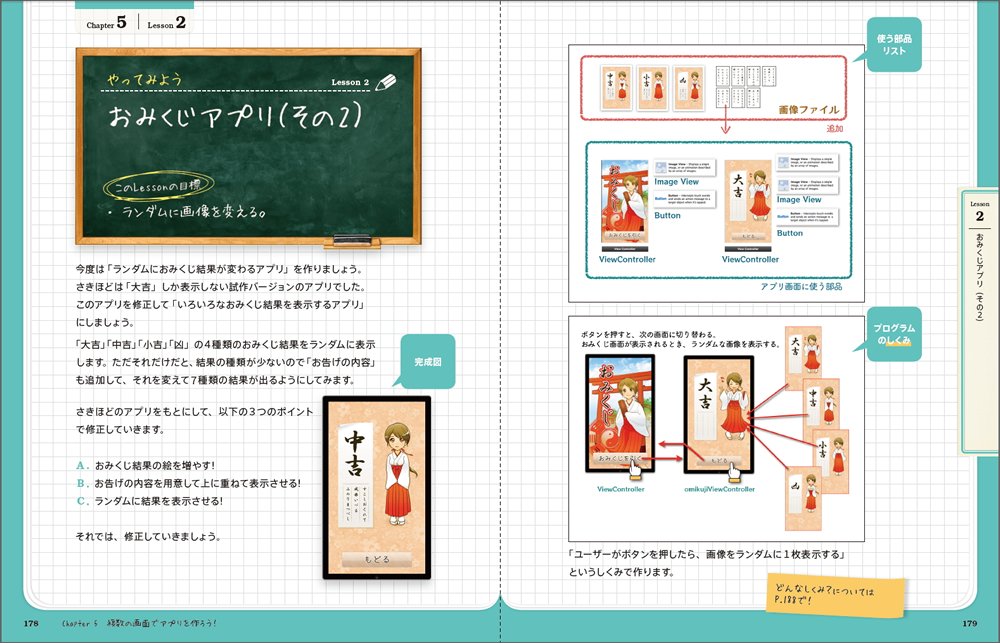 Chapter 5 Lesson 2
やってみよう
Lesson 2
おみくじアプリ(その2)
このLessonの目標
・ランダムに画像を変える。
今度は「ランダムにおみくじ結果が変わるアプリ」を作りましょう。
さきほどは「大吉」しか表示しない試作バージョンのアプリでした。
このアプリを修正して「いろいろなおみくじ結果を表示するアプリ」
にしましょう。
「大吉」「中吉」「小吉」「凶」の4種類のおみくじ結果をランダムに表示
します。ただそれだけだと、結果の種類が少ないので「お告げの内容」
も追加して、それを変えて7種類の結果が出るようにしてみます。
さきほどのアプリをもとにして、以下の3つのポイント
で修正していきます。
A. おみくじ結果の絵を増やす!
B. お告げの内容を用意して上に重ねて表示させる!
C. ランダムに結果を表示させる!
それでは、修正していきましょう。
完成図
中吉
もどる
178 Chapter 5 複数の画面でアプリを作ろう!
使う部品
リスト
中吉
小吉
凶
画像ファイル
追加
おみくじ
おみくじを引く
View Controller
ViewController
Image View
Button
大吉
もどる
View Controller
ViewController
Image View
Image View
Button
アプリ画面に使う部品
プログラム
のしくみ
ボタンを押すと、次の画面に切り替わる。
おみくじ画面が表示されるとき、ランダムな画像を表示する。
おみくじ
おみくじを引く
ViewController
大吉
もどる
omikujiViewController
大吉
中吉
小吉
凶
「ユーザーがボタンを押したら、画像をランダムに1枚表示する」
というしくみで作ります。
どんなしくみ?については
P.188で!
Lesson
2
おみくじアプリ(その2)
179